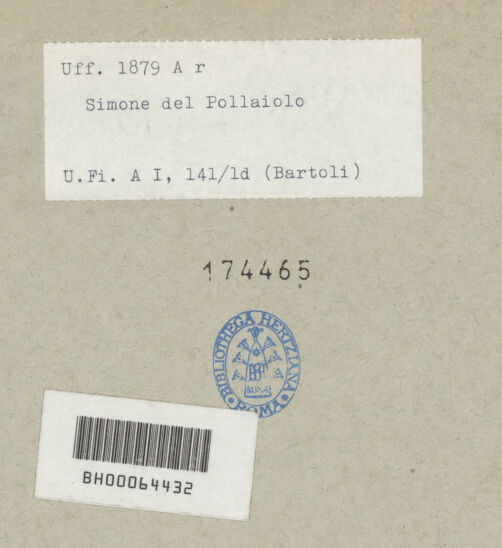 Uff. 1879 A r
Simone del Pollaiolo
U.Fi. A I, 141/1d (Bartoli)
174465
BIBLIOTHECA HERTZIANA
ROMA
BH00064432